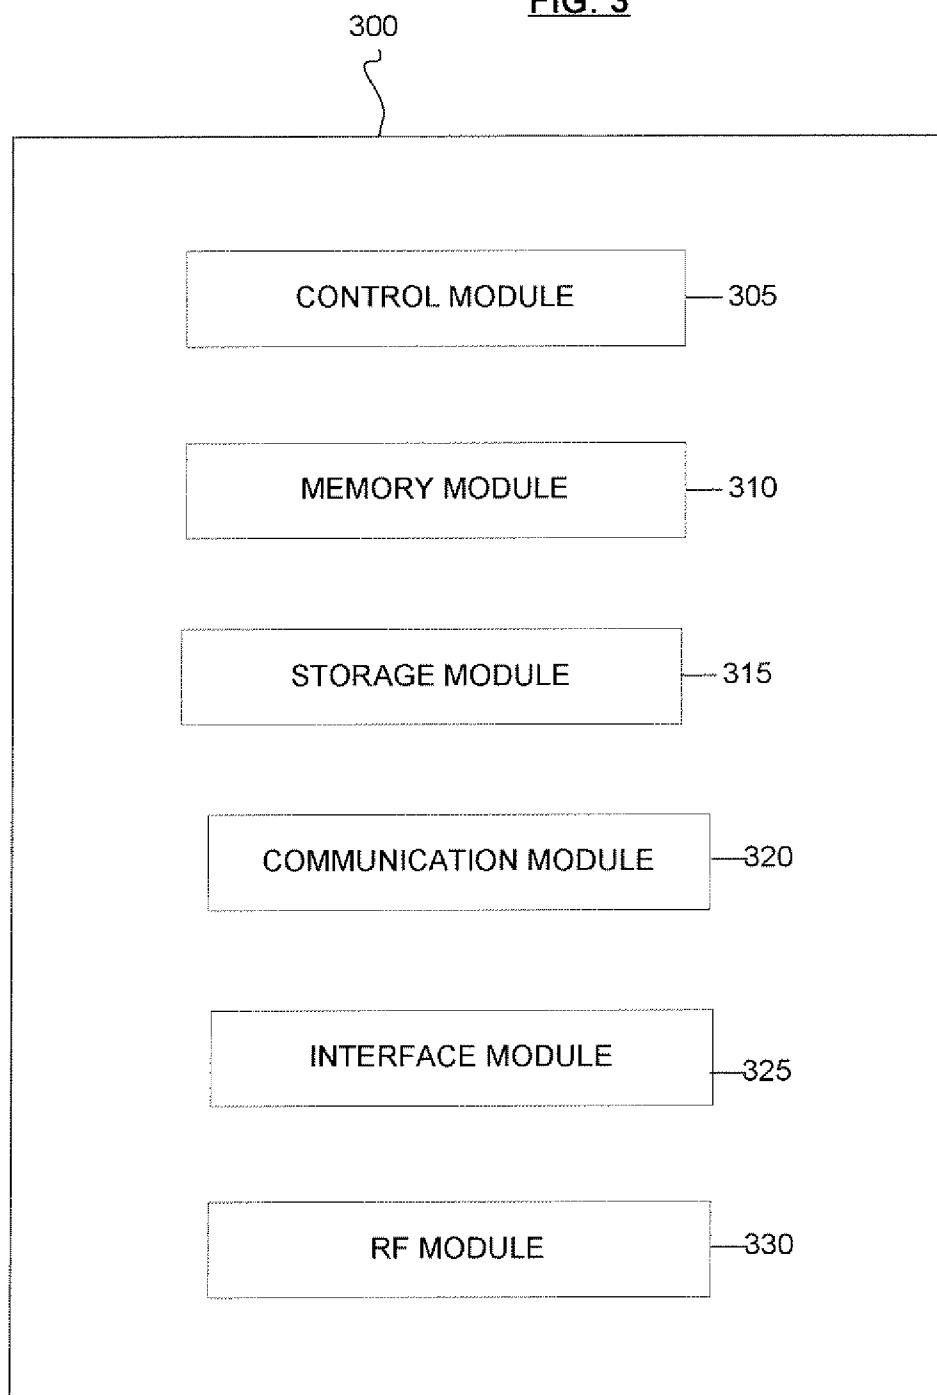 FIG. 3
300
CONTROL MODULE 305
MEMORY MODULE 310
STORAGE MODULE 315
COMMUNICATION MODULE 320
INTERFACE MODULE 325
RF MODULE 330